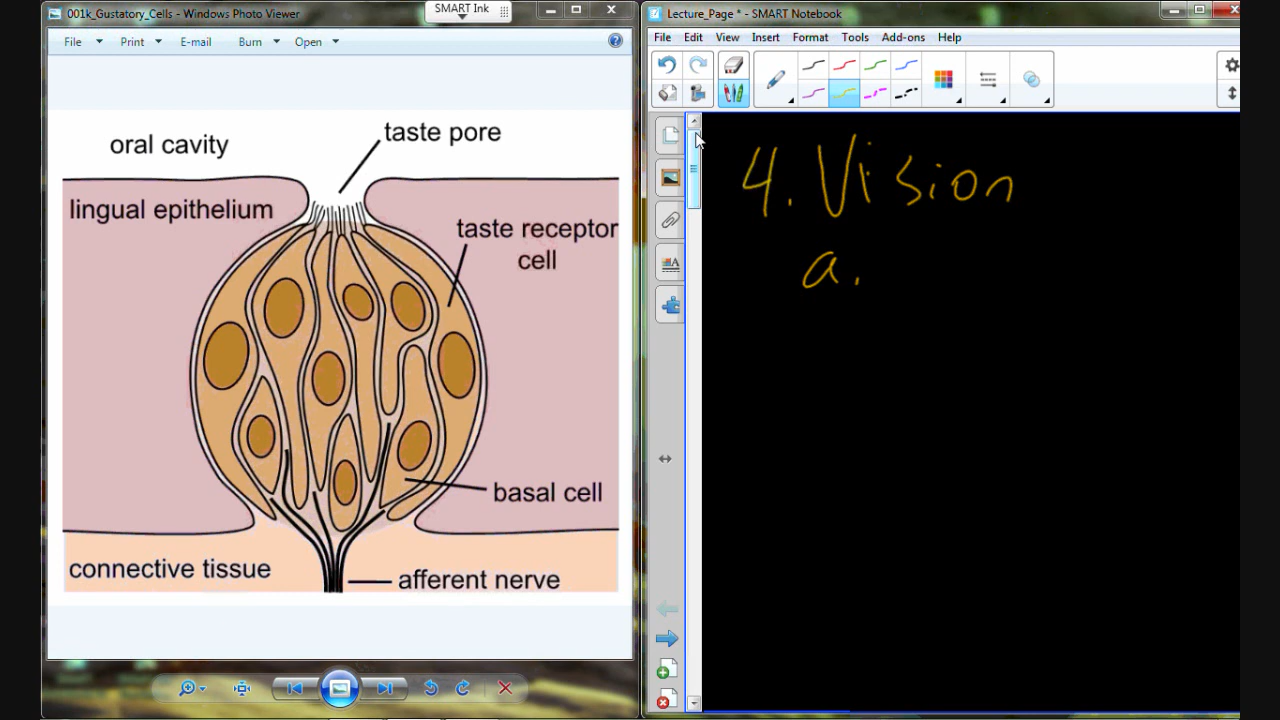 001k_Gustatory_Cells - Windows Photo Viewer
SMART Ink
File Print E-mail Burn Open
oral cavity
taste pore
lingual epithelium
taste receptor
cell
basal cell
connective tissue
afferent nerve
Lecture_Page * - SMART Notebook
File Edit View Insert Format Tools Add-ons Help
4. Vision
a.